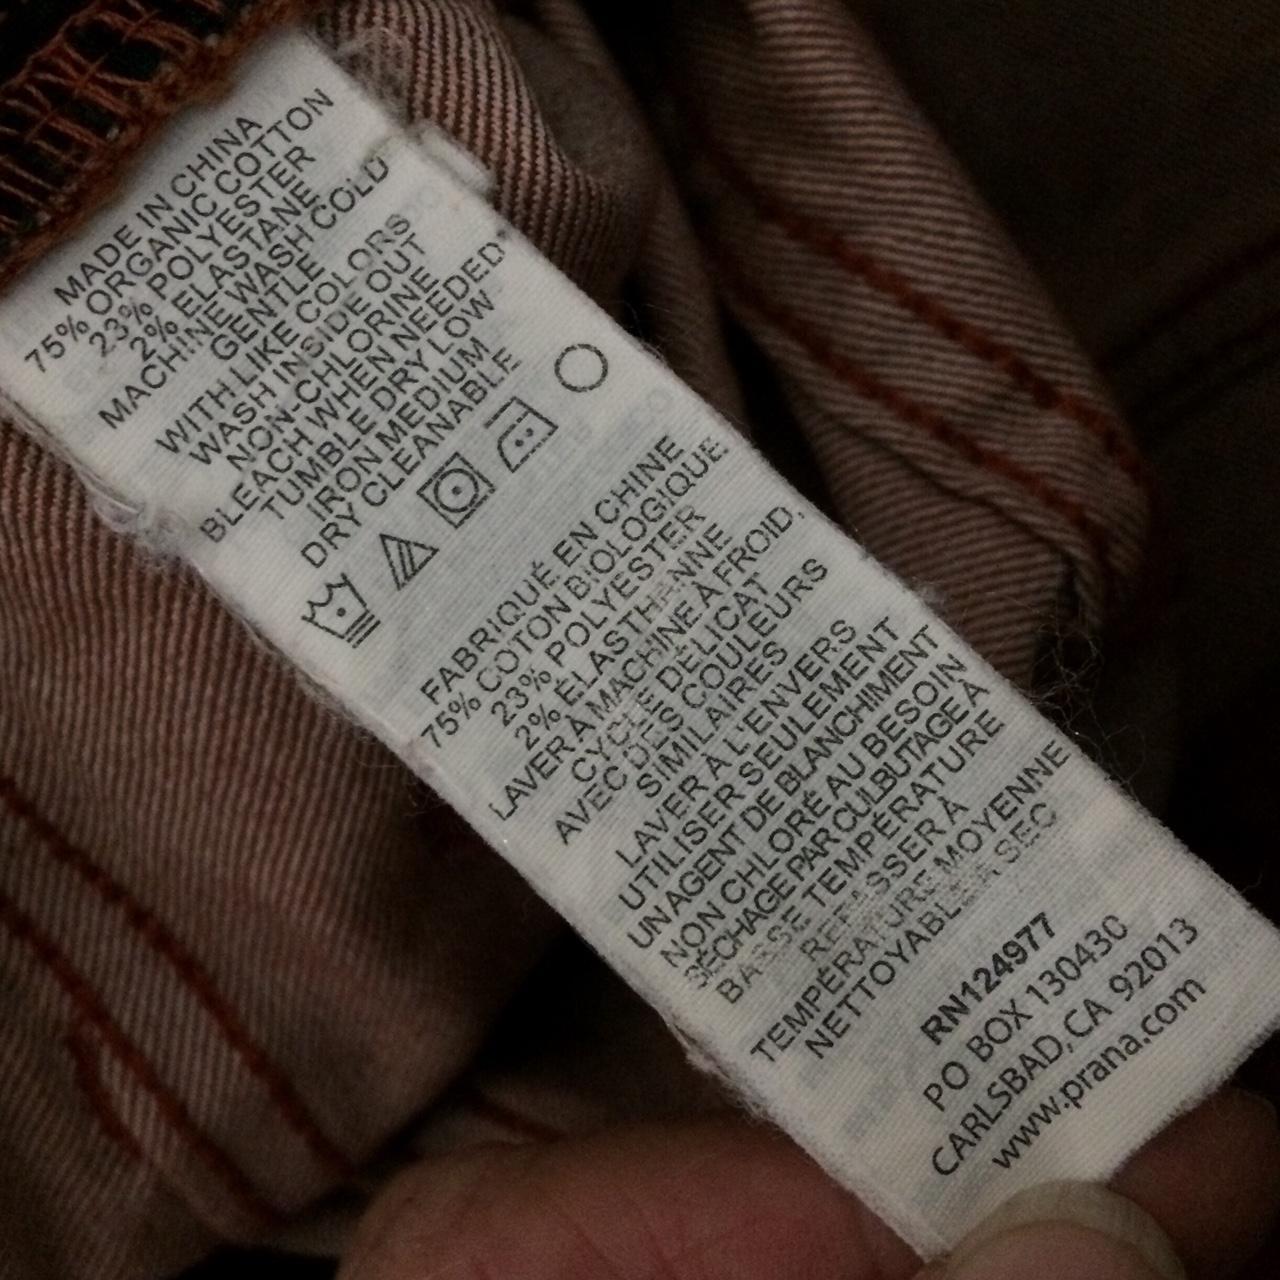 MADE IN CHINA
75% ORGANIC COTTON
23% POLYESTER
2% ELASTANE
MACHINE WASH COLD
GENTLE
WITH LIKE COLORS
WASH INSIDE OUT
NON-CHLORINE
BLEACH WHEN NEEDED"
TUMBLE DRY LOW
IRON MEDIUM
DRY CLEANABLE
FABRIQUÉ EN CHINE
75% COTON BIOLOGIQUE
23% POLYESTER
2% ÉLASTHANNE
LAVER À MACHINE À FROID,
CYCLE DÉLICAT
AVEC DES COULEURS
SIMILAIRES
LAVER À L'ENVERS
UTILISER SEULEMENT
UN AGENT DE BLANCHIMENT
NON CHLORÉ AU BESOIN
SÉCHAGE PAR CULBUTAGE À
BASSE TEMPÉRATURE
REPASSER À
TEMPÉRATURE MOYENNE
NETTOYABLE À SEC
RN124977
PO BOX 130430
CARLSBAD, CA 92013
www.prana.com